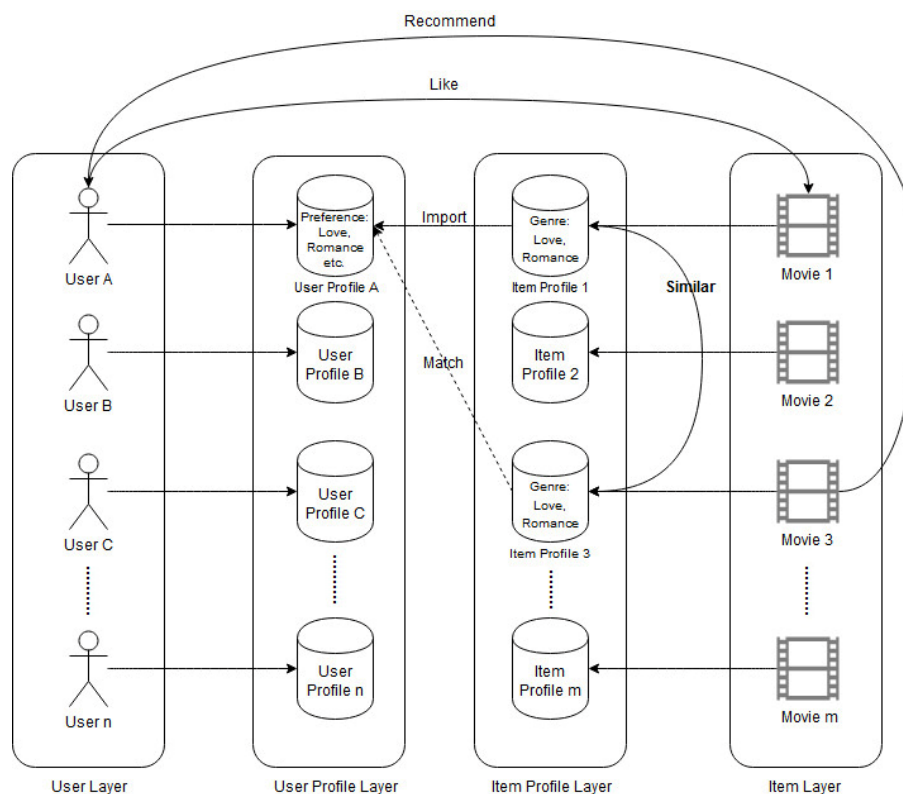 Recommend
Like
Preference:
Love,
Romance
etc.
Import
Genre:
Love,
Romance
User A
User Profile A
Item Profile 1
Similar
Movie 1
User
Profile B
Match
Item
Profile 2
User B
Movie 2
User
Profile C
Genre:
Love,
Romance
User C
Item Profile 3
Movie 3
User
Profile n
Item
Profile m
User n
Movie m
User Layer
User Profile Layer
Item Profile Layer
Item Layer